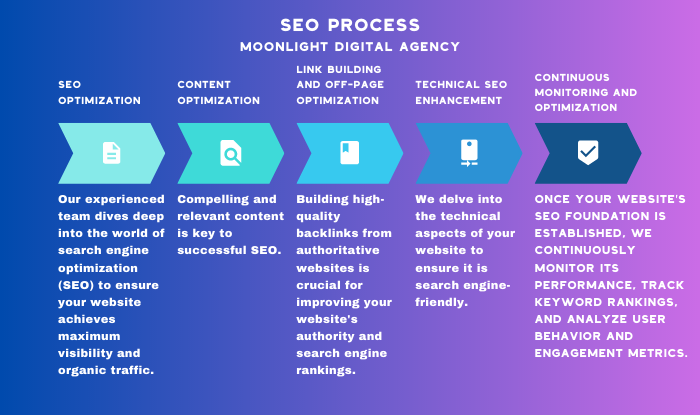 SEO PROCESS
MOONLIGHT DIGITAL AGENCY
SEO
OPTIMIZATION
CONTENT
OPTIMIZATION
LINK BUILDING
AND OFF-PAGE
OPTIMIZATION
TECHNICAL SEO
ENHANCEMENT
CONTINUOUS
MONITORING AND
OPTIMIZATION
Our experienced
team dives deep
into the world of
search engine
optimization
(SEO) to ensure
your website
achieves
maximum
visibility and
organic traffic.
Compelling and
relevant content
is key to
successful SEO.
Building high-
quality
backlinks from
authoritative
websites is
crucial for
improving your
website's
authority and
search engine
rankings.
We delve into
the technical
aspects of your
website to
ensure it is
search engine-
friendly.
ONCE YOUR WEBSITE'S
SEO FOUNDATION IS
ESTABLISHED, WE
CONTINUOUSLY
MONITOR ITS
PERFORMANCE, TRACK
KEYWORD RANKINGS,
AND ANALYZE USER
BEHAVIOR AND
ENGAGEMENT METRICS.